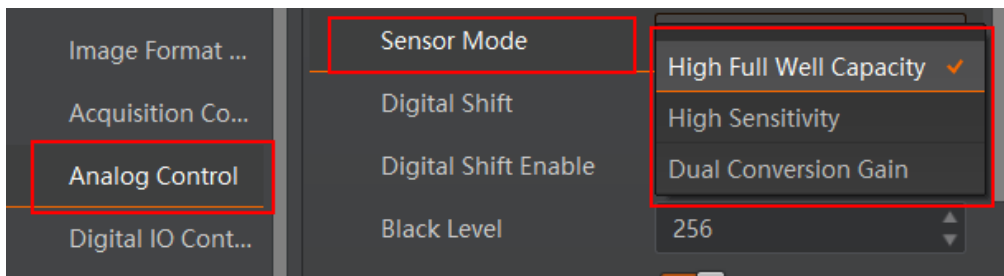 Image Format ...
Acquisition Co...
Analog Control
Digital IO Cont...
Sensor Mode
Digital Shift
Digital Shift Enable
Black Level
High Full Well Capacity
High Sensitivity
Dual Conversion Gain
256